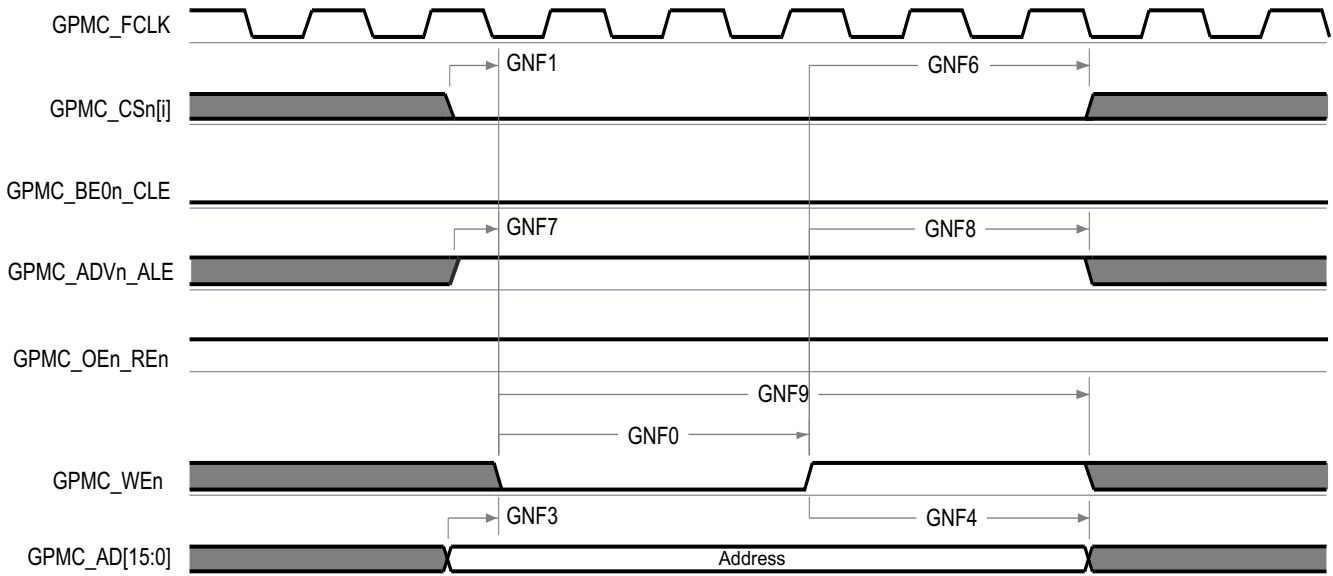 GPMC_FCLK
GNF1
GNF6
GPMC_CSn[i]
GPMC_BE0n_CLE
GNF7
GNF8
GPMC_ADVn_ALE
GPMC_OEn_REn
GNF9
GNF0
GPMC_WEn
GNF3
GNF4
GPMC_AD[15:0]
Address